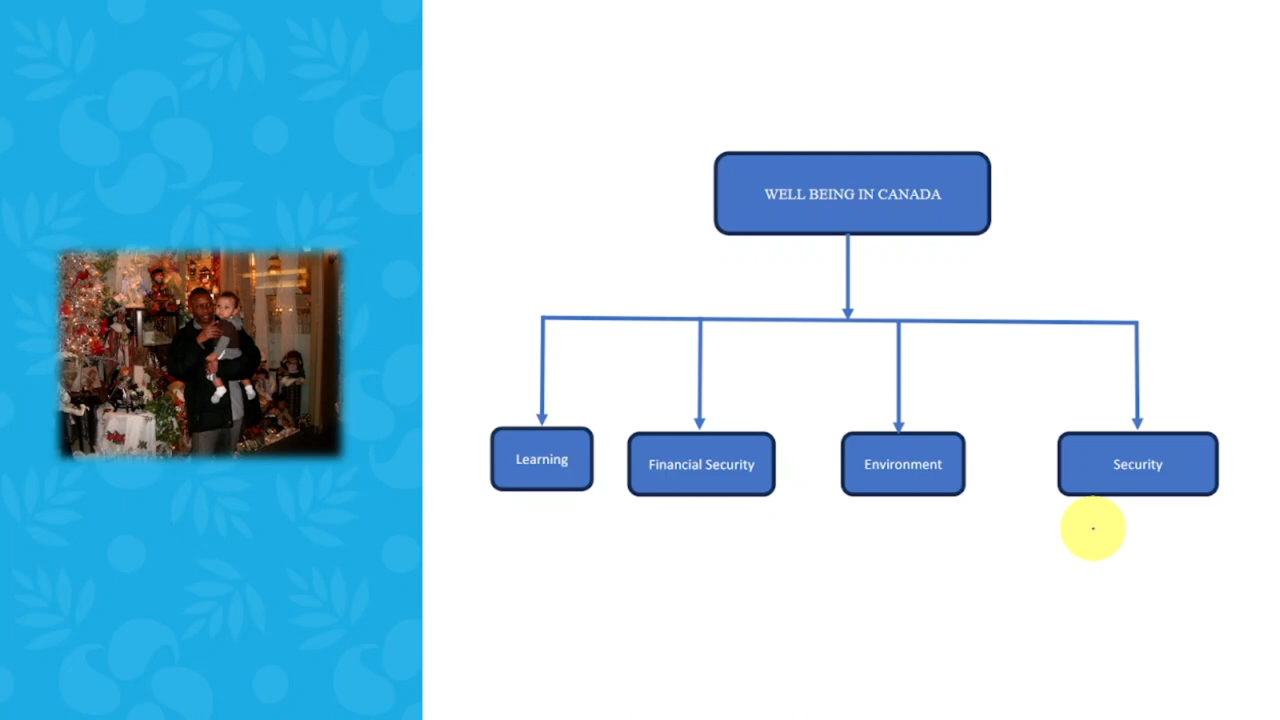 WELL BEING IN CANADA
Learning
Financial Security
Environment
Security